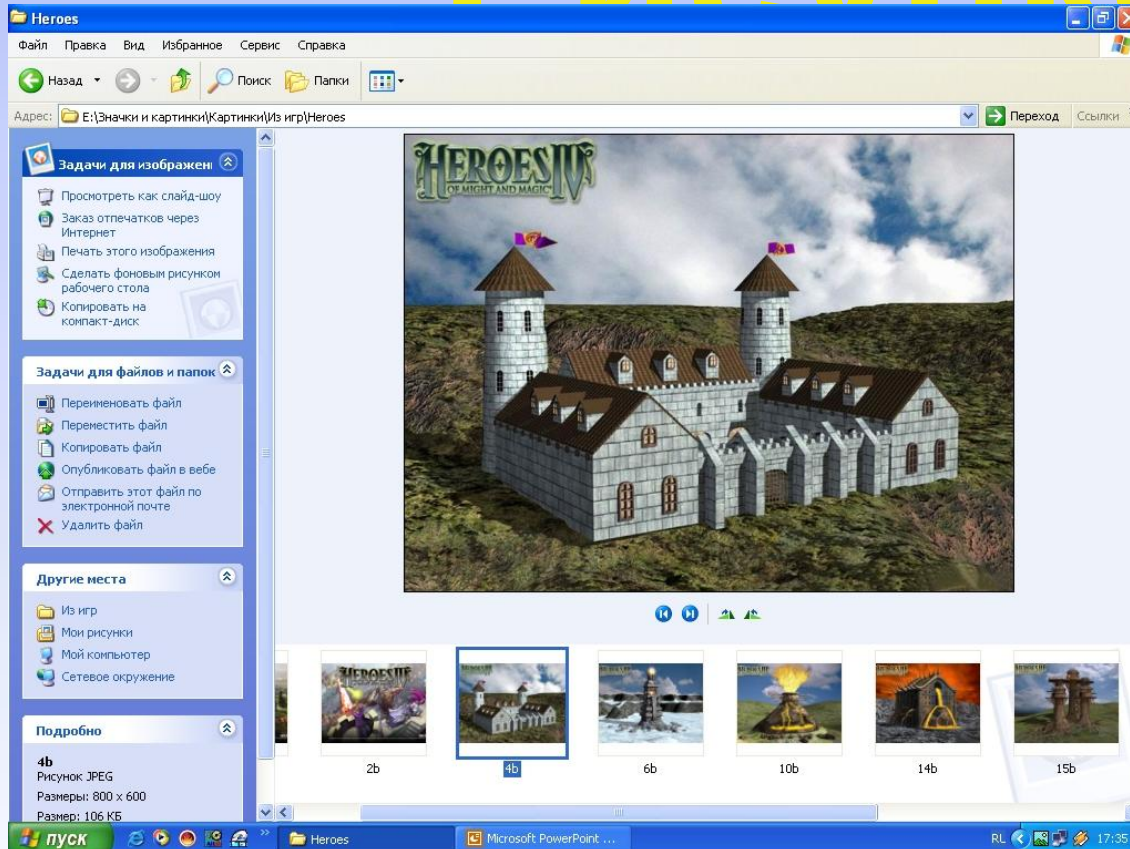 Heroes
Файл Правка Вид Избранное Сервис Справка
Назад Поиск Папки
Адрес: E:\Значки и картинки\Картинки\Из игр\Heroes Переход Ссылки
Задачи для изображені
Просмотреть как слайд-шоу
Заказ отпечатков через
Интернет
Печать этого изображения
Сделать фоновым рисунком
рабочего стола
Копировать на
компакт-диск
Задачи для файлов и папок
Переименовать файл
Переместить файл
Копировать файл
Опубликовать файл в вебе
Отправить этот файл по
электронной почте
Удалить файл
Другие места
Из игр
Мои рисунки
Мой компьютер
Сетевое окружение
Подробно
4b
Рисунок JPEG
Размеры: 800 x 600
Размер: 106 КБ
HEROES IV
OF MIGHT AND MAGIC
HEROES IV
2b 4b 6b 10b 14b 15b
пуск Heroes Microsoft PowerPoint ... RL 17:35